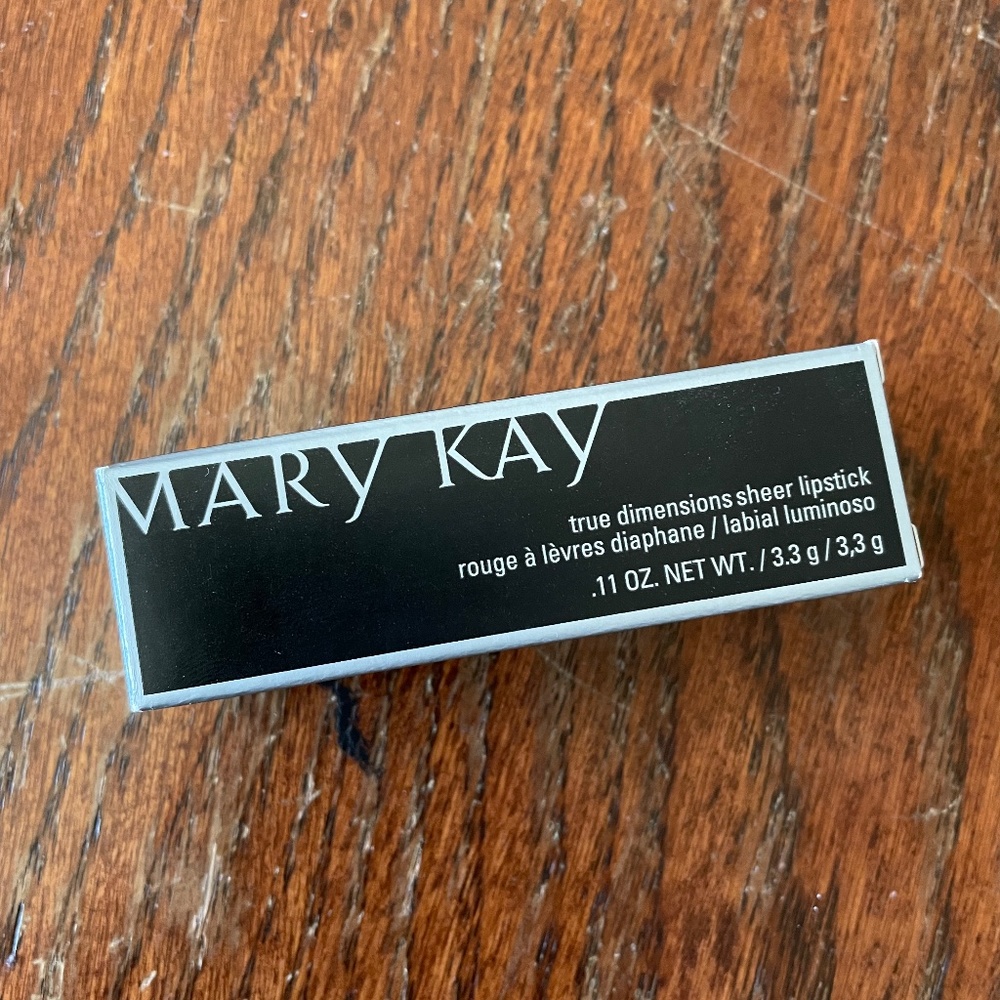 MARY KAY
true dimensions sheer lipstick
rouge à lèvres diaphane / labial luminoso
.11 OZ. NET WT. / 3.3 g / 3,3 g